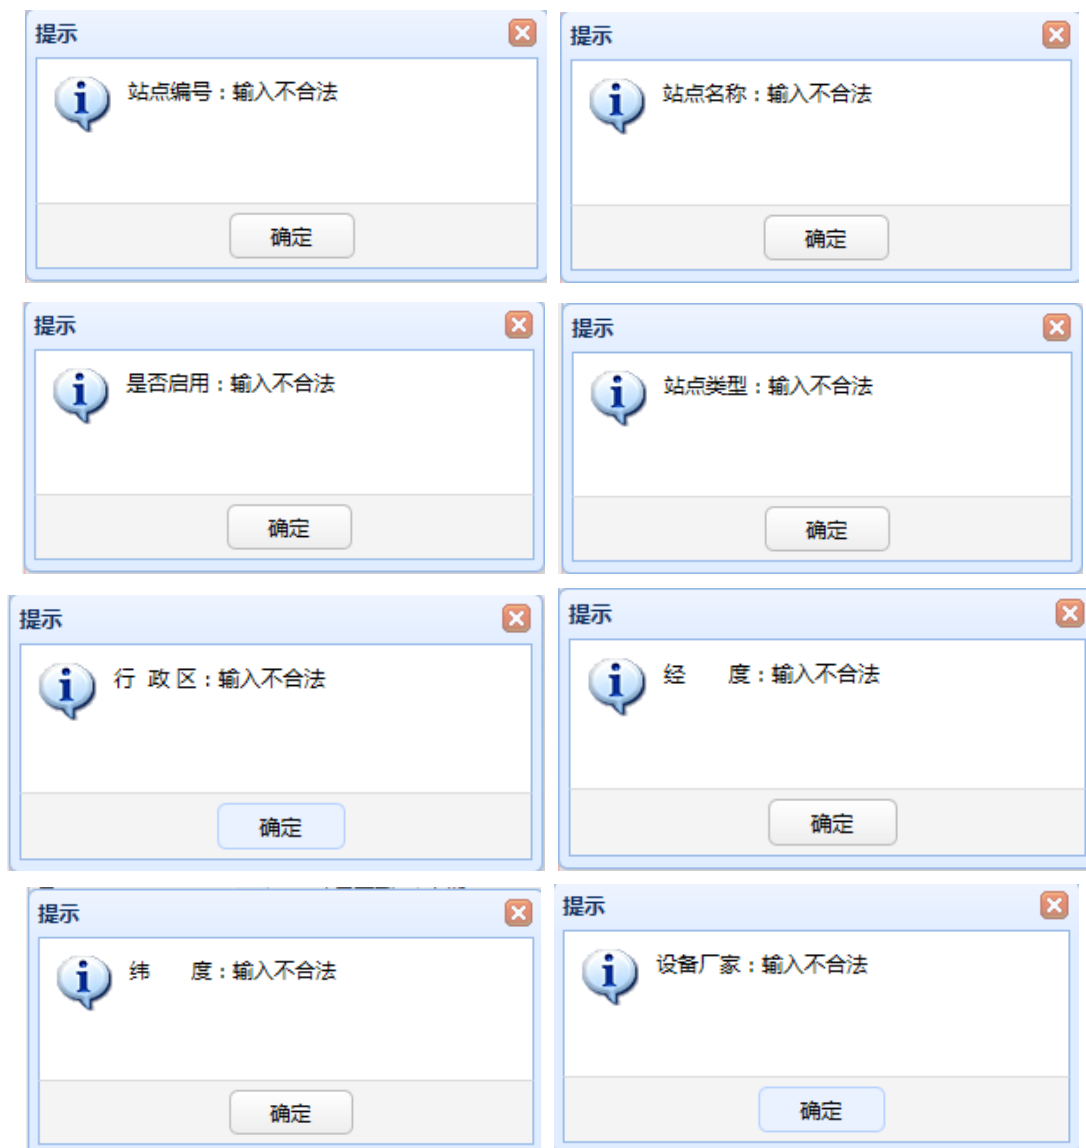 提示
站点编号：输入不合法
确定
提示
站点名称：输入不合法
确定
提示
是否启用：输入不合法
确定
提示
站点类型：输入不合法
确定
提示
行 政 区：输入不合法
确定
提示
经 度：输入不合法
确定
提示
纬 度：输入不合法
确定
提示
设备厂家：输入不合法
确定